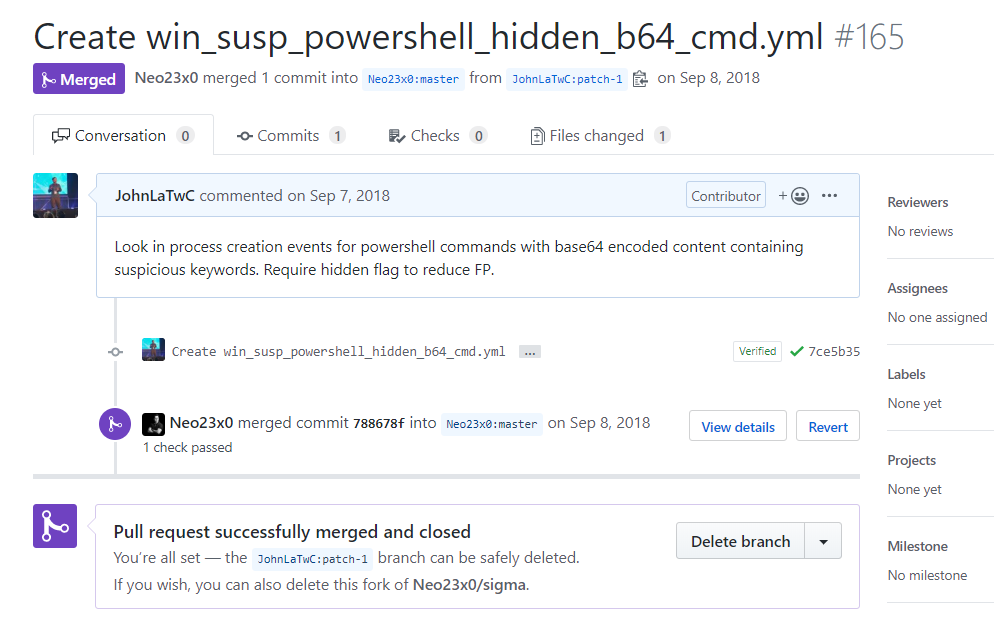 Create win_susp_powershell_hidden_b64_cmd.yml #165
Merged Neo23x0 merged 1 commit into Neo23x0:master from JohnLaTwC:patch-1 on Sep 8, 2018
Conversation 0 Commits 1 Checks 0 Files changed 1
JohnLaTwC commented on Sep 7, 2018 Contributor + ...
Look in process creation events for powershell commands with base64 encoded content containing
suspicious keywords. Require hidden flag to reduce FP.
Create win_susp_powershell_hidden_b64_cmd.yml ... Verified 7ce5b35
Neo23x0 merged commit 788678f into Neo23x0:master on Sep 8, 2018 View details Revert
1 check passed
Pull request successfully merged and closed
You’re all set — the JohnLaTwC:patch-1 branch can be safely deleted.
If you wish, you can also delete this fork of Neo23x0/sigma.
Delete branch
Reviewers
No reviews
Assignees
No one assigned
Labels
None yet
Projects
None yet
Milestone
No milestone